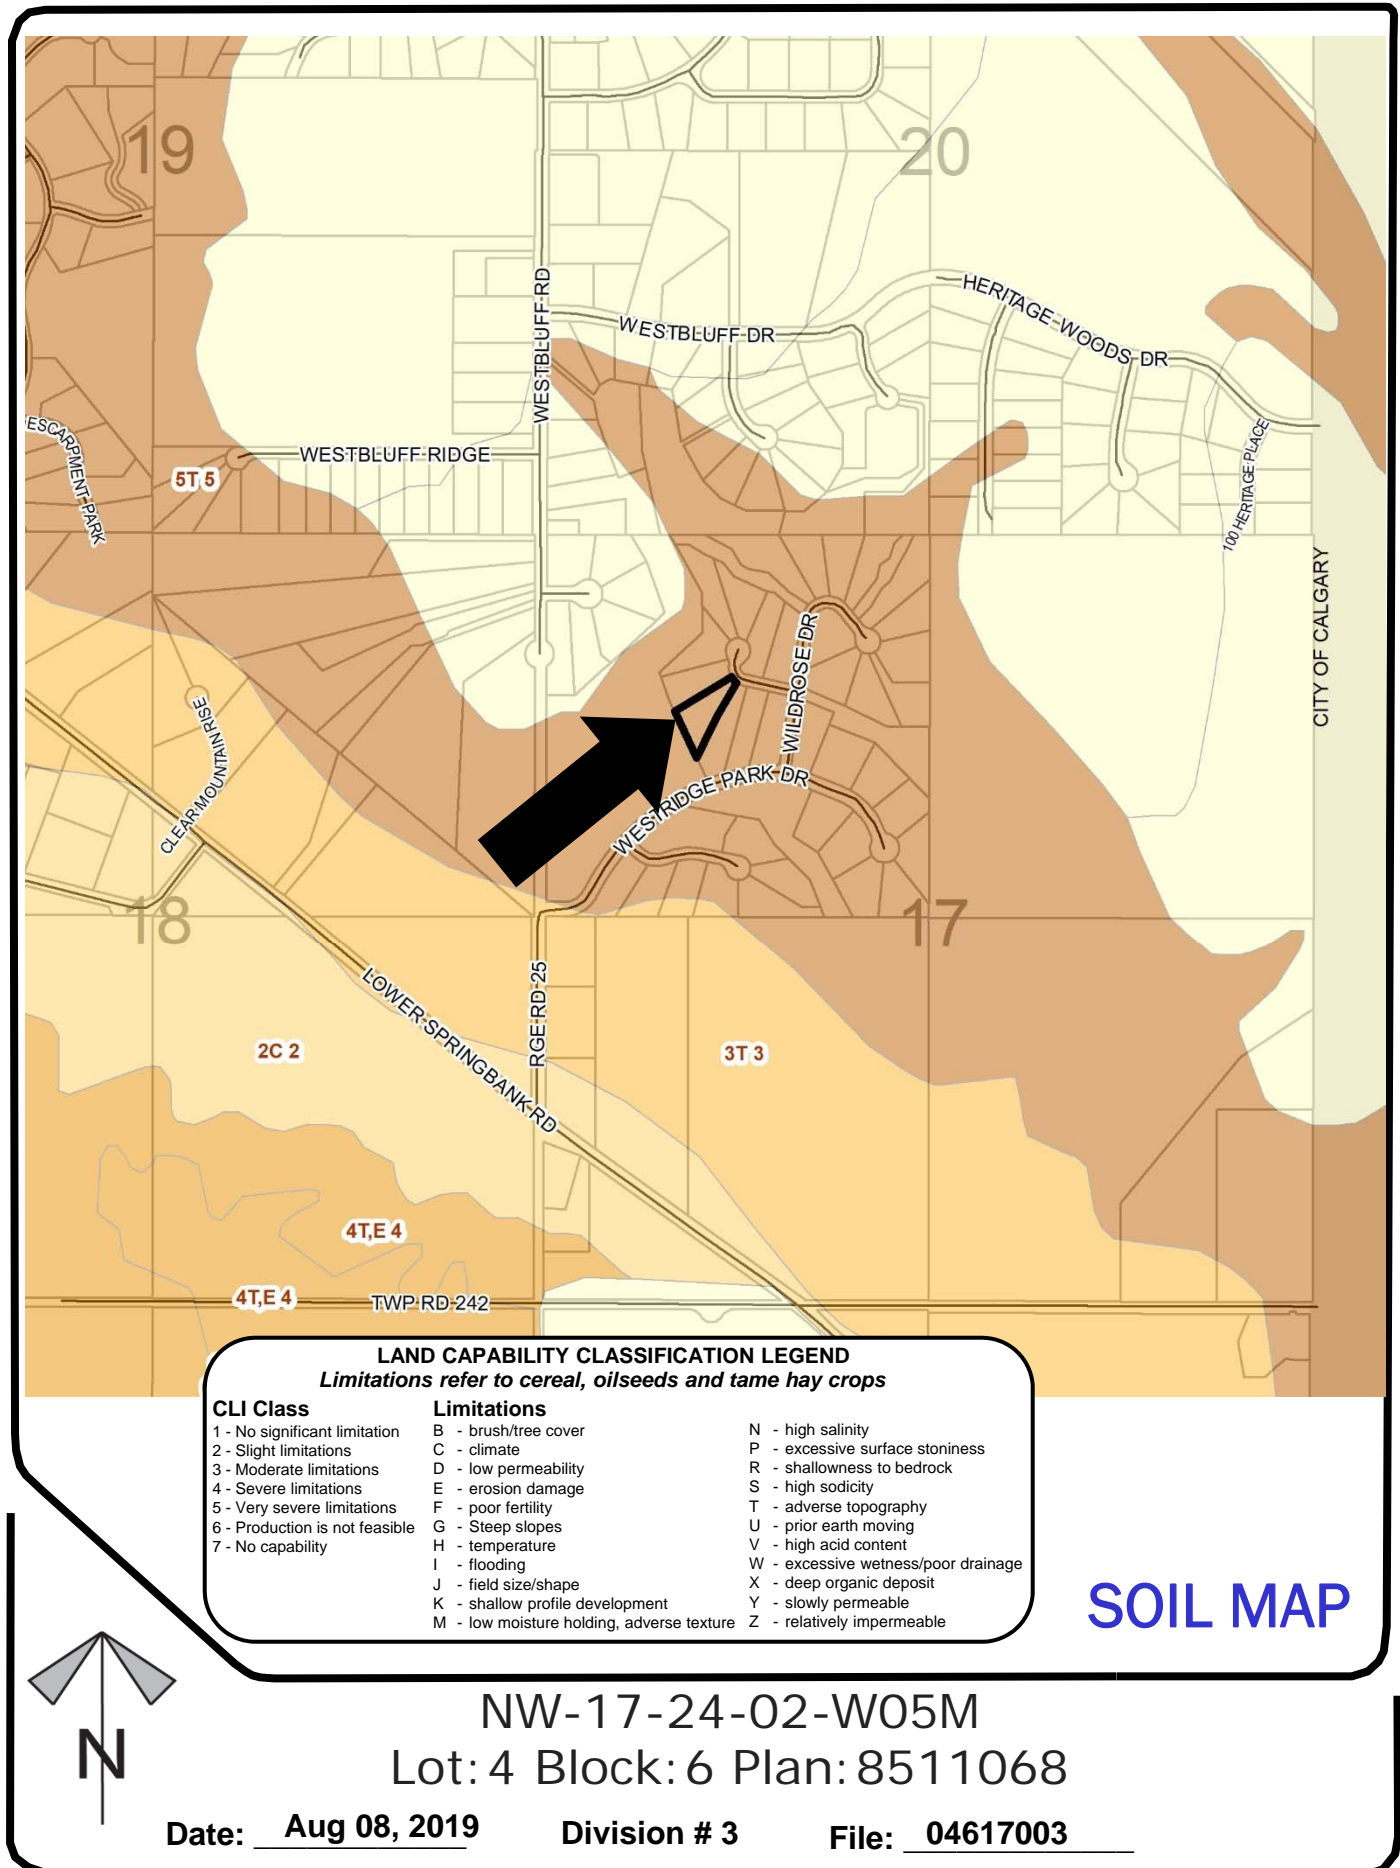 19
20
WESTBLUFF RD
WESTBLUFF DR
HERITAGE WOODS DR
ESCARPMENT PARK
WESTBLUFF RIDGE
100 HERITAGE PLACE
5T 5
CITY OF CALGARY
WILDROSE DR
CLEAR MOUNTAIN RISE
WESTRIDGE PARK DR
18
17
LOWER SPRINGBANK RD
RGE RD 25
2C 2
3T 3
4T,E 4
4T,E 4
TWP RD 242
LAND CAPABILITY CLASSIFICATION LEGEND
Limitations refer to cereal, oilseeds and tame hay crops
CLI Class
1 - No significant limitation
2 - Slight limitations
3 - Moderate limitations
4 - Severe limitations
5 - Very severe limitations
6 - Production is not feasible
7 - No capability
Limitations
B - brush/tree cover
C - climate
D - low permeability
E - erosion damage
F - poor fertility
G - Steep slopes
H - temperature
I - flooding
J - field size/shape
K - shallow profile development
M - low moisture holding, adverse texture
N - high salinity
P - excessive surface stoniness
R - shallowness to bedrock
S - high sodicity
T - adverse topography
U - prior earth moving
V - high acid content
W - excessive wetness/poor drainage
X - deep organic deposit
Y - slowly permeable
Z - relatively impermeable
SOIL MAP
N
NW-17-24-02-W05M
Lot: 4 Block: 6 Plan: 8511068
Date: Aug 08, 2019 Division # 3 File: 04617003